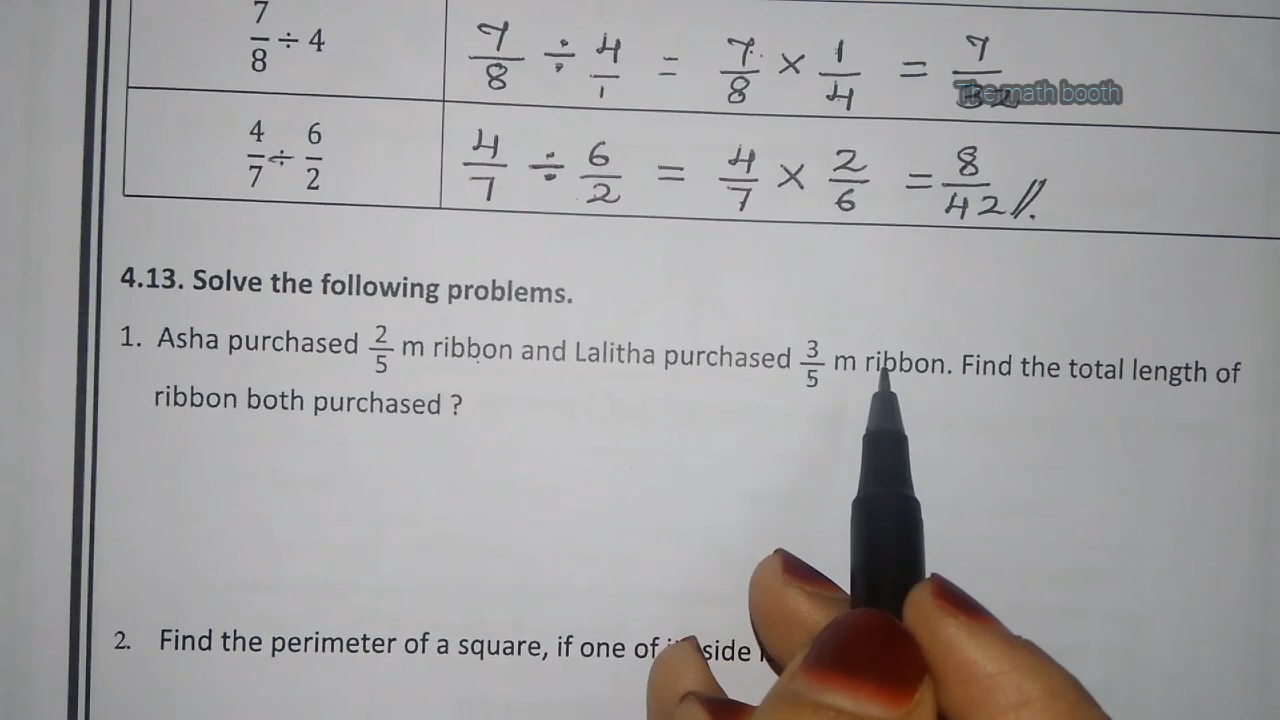 7/8 ÷ 4 7/8 ÷ 4/1 = 7/8 × 1/4 = 7/32
The math booth
4/7 ÷ 6/2 4/7 ÷ 6/2 = 4/7 × 2/6 = 8/42 //.
4.13. Solve the following problems.
1. Asha purchased 2/5 m ribbon and Lalitha purchased 3/5 m ribbon. Find the total length of
ribbon both purchased ?
2. Find the perimeter of a square, if one of side